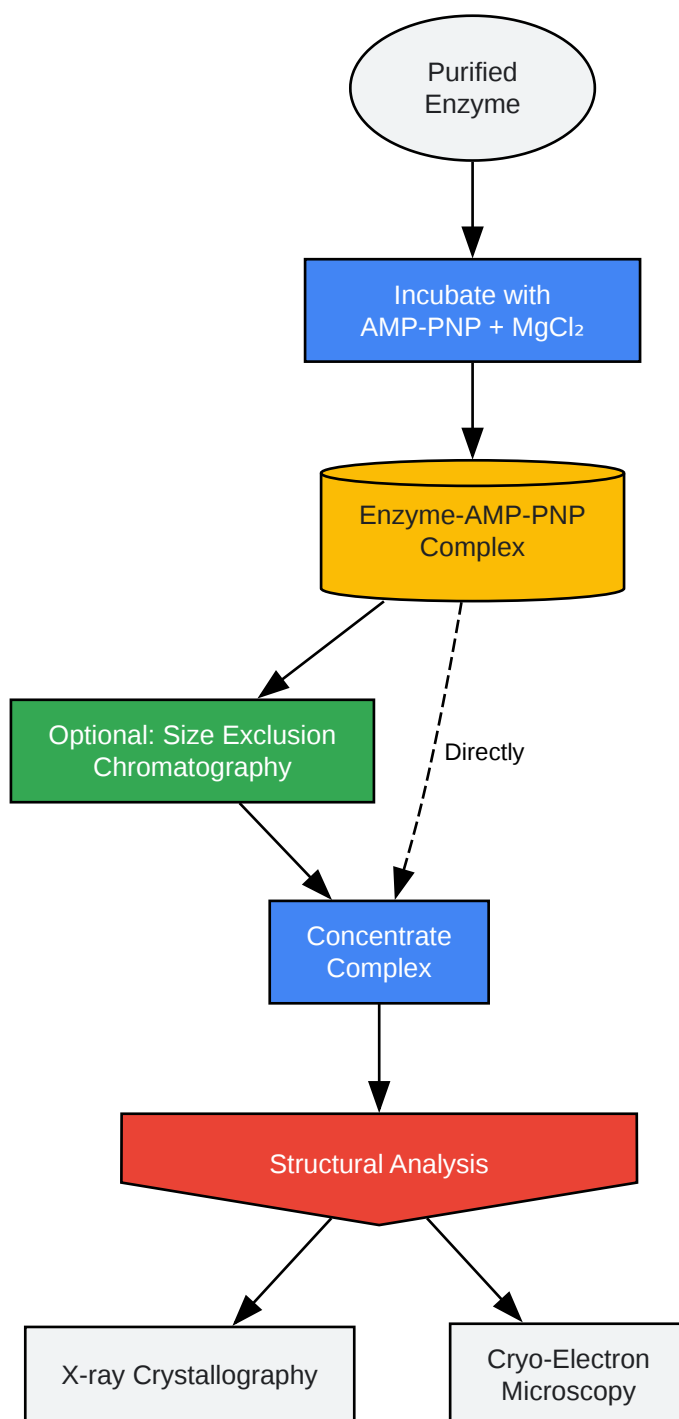 Purified
Enzyme
Incubate with
AMP-PNP + MgCl₂
Enzyme-AMP-PNP
Complex
Optional: Size Exclusion
Chromatography
Directly
Concentrate
Complex
Structural Analysis
X-ray Crystallography
Cryo-Electron
Microscopy